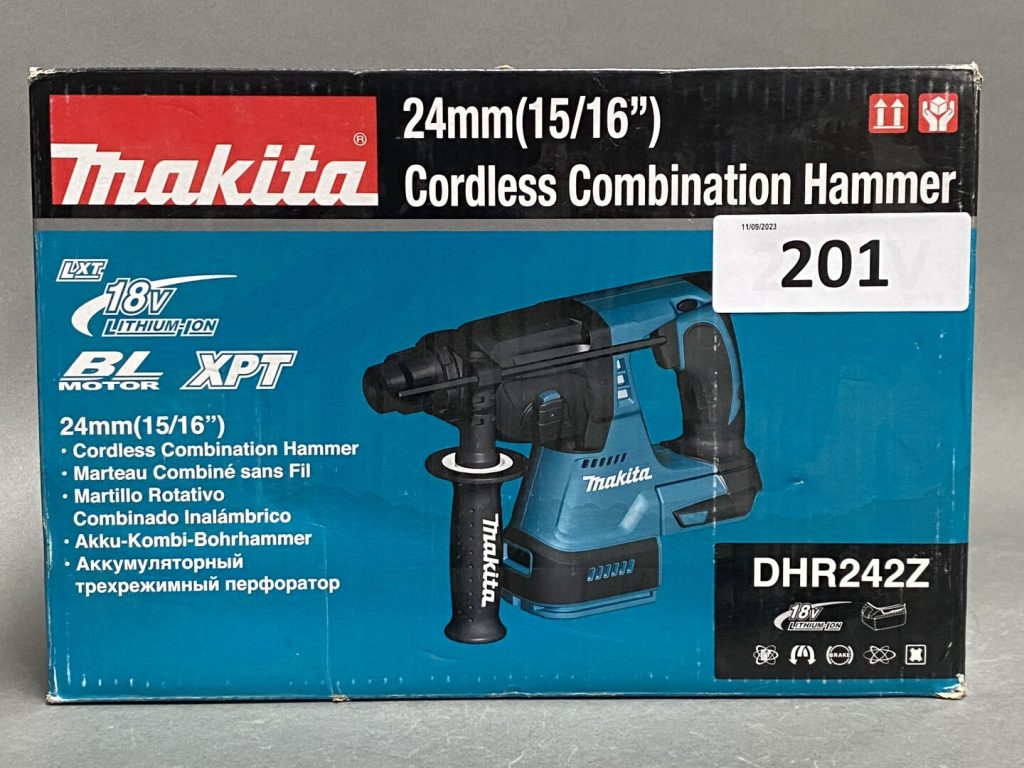 Makita®
24mm(15/16")
Cordless Combination Hammer
11/09/2023
201
LXT
18V
LITHIUM-ION
BL
MOTOR
XPT
24mm(15/16")
· Cordless Combination Hammer
· Marteau Combiné sans Fil
· Martillo Rotativo
Combinado Inalámbrico
· Akku-Kombi-Bohrhammer
· Аккумуляторный
трехрежимный перфоратор
Makita
Makita
DHR242Z
18V
LITHIUM-ION
BRAKE